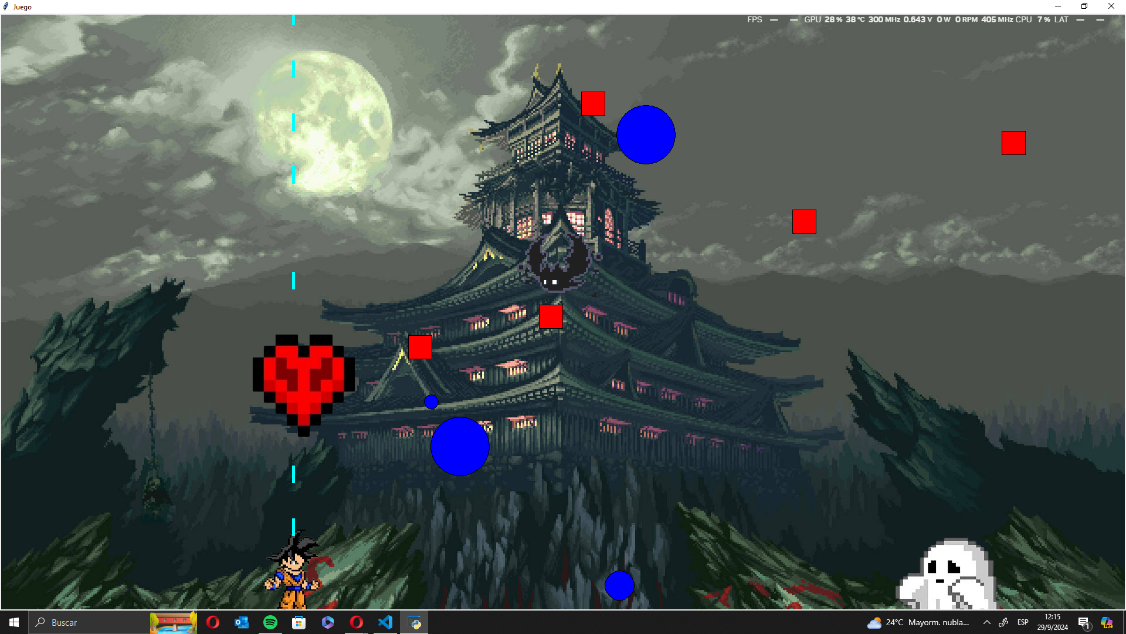 Juego
FPS — — GPU 28 % 38 °C 300 MHz 0.643 V 0 W 0 RPM 405 MHz CPU 7 % LAT — —
Buscar
24°C Mayorm. nubla...
ESP
12:15
29/9/2024